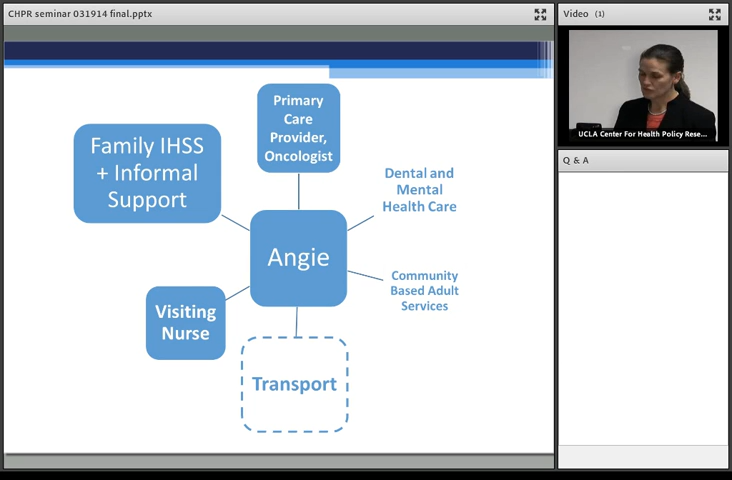 CHPR seminar 031914 final.pptx
Video (1)
UCLA Center For Health Policy Rese...
Q & A
Primary
Care
Provider,
Oncologist
Family IHSS
+ Informal
Support
Dental and
Mental
Health Care
Angie
Community
Based Adult
Services
Visiting
Nurse
Transport